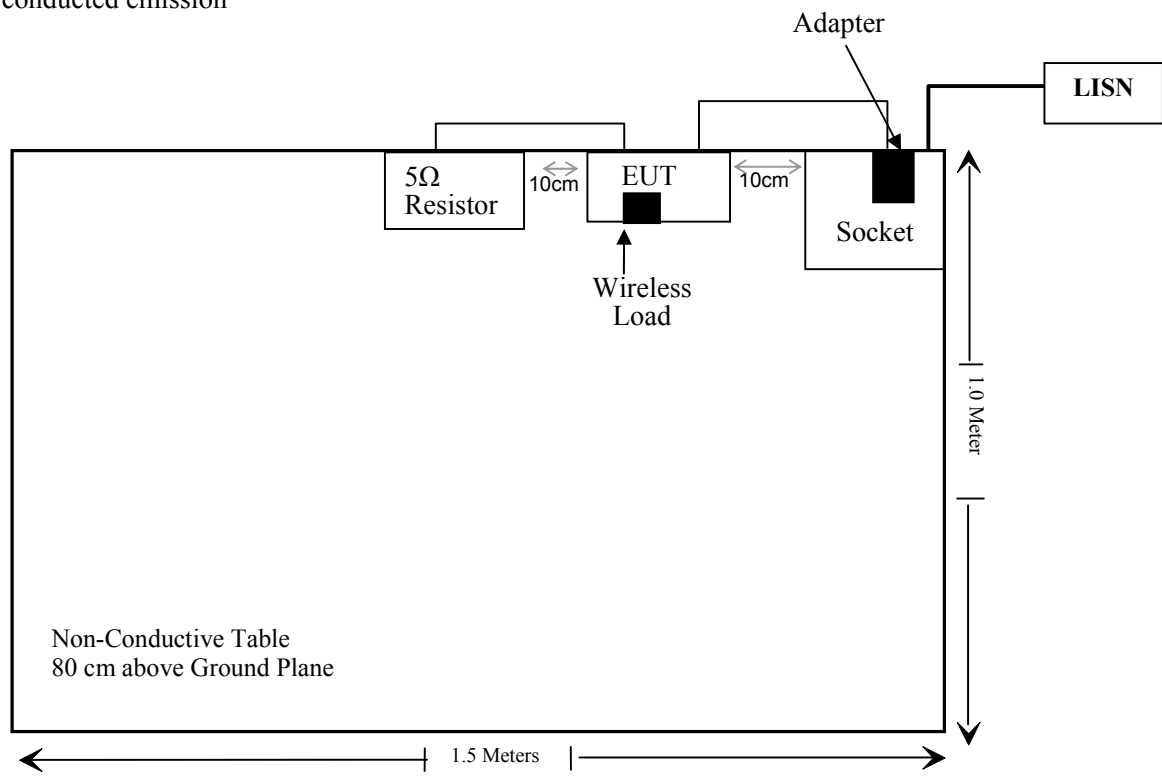 conducted emission
Adapter
LISN
5Ω
Resistor
10cm
EUT
10cm
Socket
Wireless
Load
1.0 Meter
Non-Conductive Table
80 cm above Ground Plane
1.5 Meters